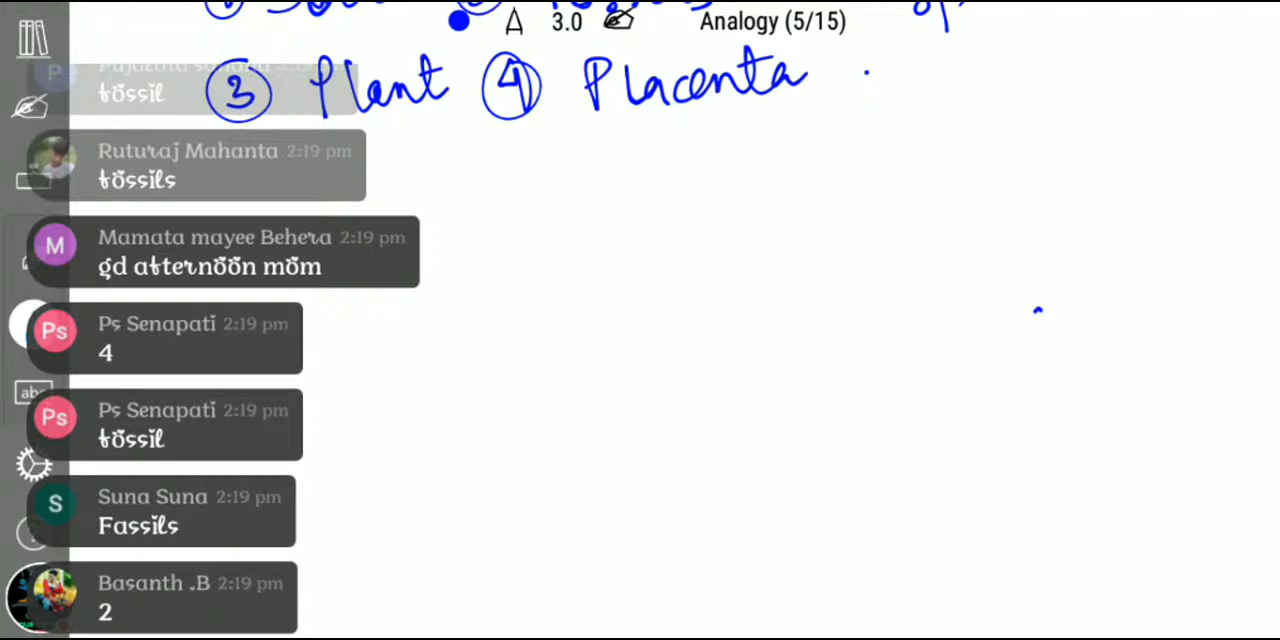 3.0 Analogy (5/15)
③ Plant ④ Placenta
fossil
Ruturaj Mahanta 2:19 pm
fossils
Mamata mayee Behera 2:19 pm
gd afternoon mom
Ps Senapati 2:19 pm
4
Ps Senapati 2:19 pm
fossil
Suna Suna 2:19 pm
Fassils
Basanth .B 2:19 pm
2